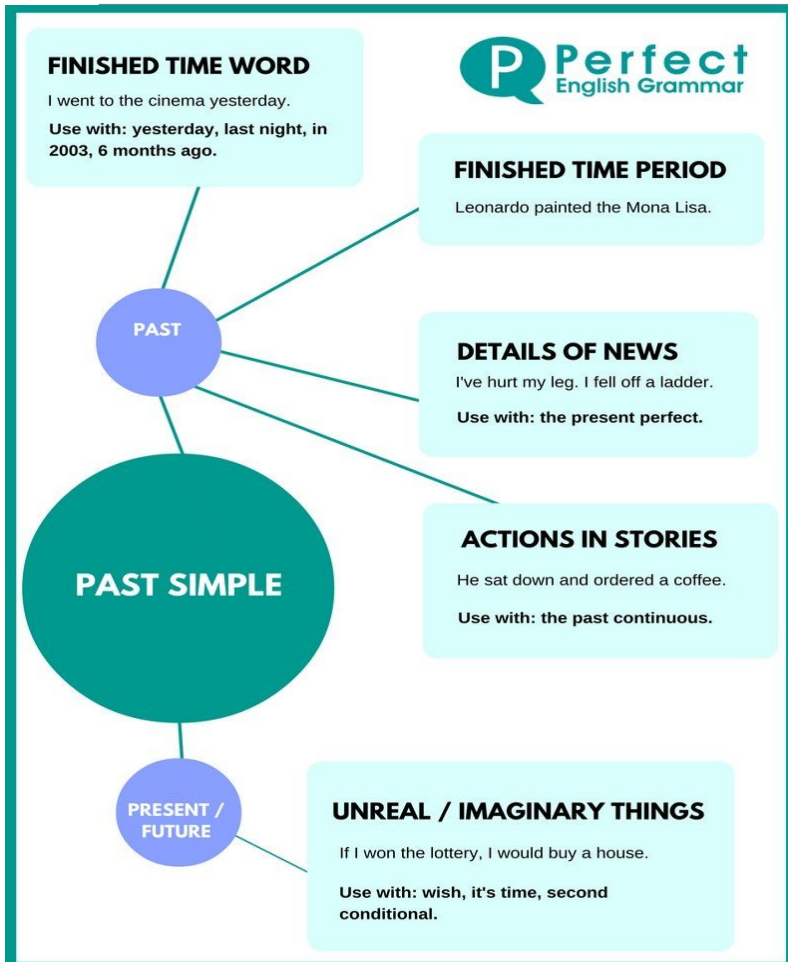 FINISHED TIME WORD
I went to the cinema yesterday.
Use with: yesterday, last night, in
2003, 6 months ago.
P Perfect
English Grammar
FINISHED TIME PERIOD
Leonardo painted the Mona Lisa.
PAST
DETAILS OF NEWS
I've hurt my leg. I fell off a ladder.
Use with: the present perfect.
ACTIONS IN STORIES
He sat down and ordered a coffee.
Use with: the past continuous.
PAST SIMPLE
PRESENT /
FUTURE
UNREAL / IMAGINARY THINGS
If I won the lottery, I would buy a house.
Use with: wish, it's time, second
conditional.